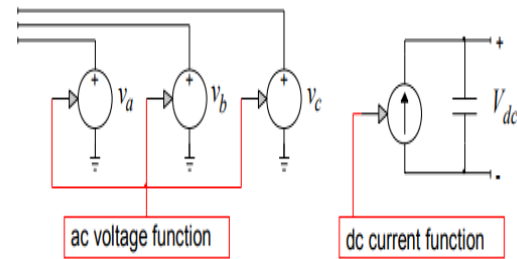 + + + +
v_a v_b v_c V_dc
-
ac voltage function dc current function